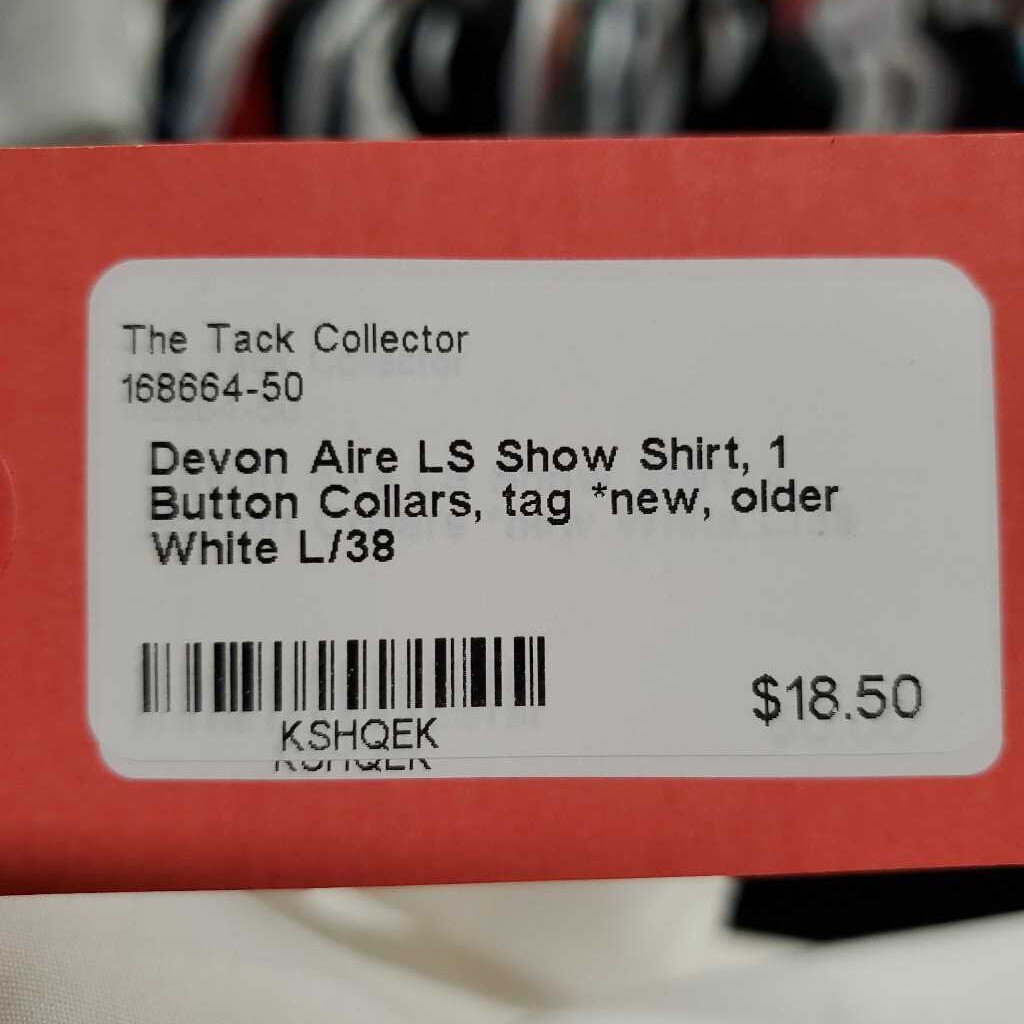 The Tack Collector
168664-50
Devon Aire LS Show Shirt, 1
Button Collars, tag *new, older
White L/38
KSHQEK
$18.50
KSHQEK